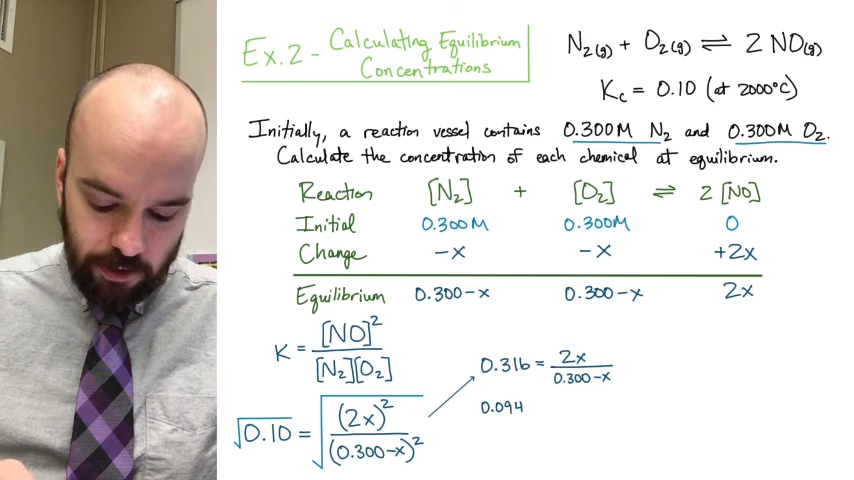 Ex.2 - Calculating Equilibrium
Concentrations
N₂(g) + O₂(g) ⇌ 2 NO(g)
Kc = 0.10 (at 2000°C)
Initially, a reaction vessel contains 0.300M N₂ and 0.300M O₂.
Calculate the concentration of each chemical at equilibrium.
Reaction [N₂] + [O₂] ⇌ 2 [NO]
Initial 0.300M 0.300M 0
Change -x -x +2x
Equilibrium 0.300-x 0.300-x 2x
K = [NO]² / [N₂][O₂]
√0.10 = √((2x)² / (0.300-x)²)
0.316 = 2x / 0.300-x
0.094